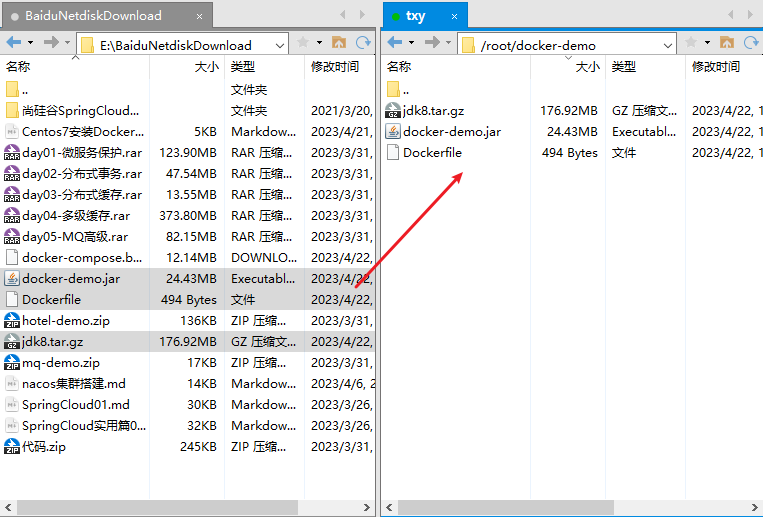 BaiduNetdiskDownload ×
E:\BaiduNetdiskDownload
名称 大小 类型 修改时间
.. 文件夹
尚硅谷SpringCloud... 文件夹 2021/3/20,
Centos7安装Docker... 5KB Markdow... 2023/4/21,
day01-微服务保护.rar 123.90MB RAR 压缩... 2023/3/31,
day02-分布式事务.rar 47.54MB RAR 压缩... 2023/3/31,
day03-分布式缓存.rar 13.55MB RAR 压缩... 2023/3/31,
day04-多级缓存.rar 373.80MB RAR 压缩... 2023/3/31,
day05-MQ高级.rar 82.15MB RAR 压缩... 2023/3/31,
docker-compose.b... 12.14MB DOWNLO... 2023/4/22,
docker-demo.jar 24.43MB Executabl... 2023/4/22,
Dockerfile 494 Bytes 文件 2023/4/22,
hotel-demo.zip 136KB ZIP 压缩... 2023/3/31,
jdk8.tar.gz 176.92MB GZ 压缩文... 2023/4/22,
mq-demo.zip 17KB ZIP 压缩... 2023/3/31,
nacos集群搭建.md 14KB Markdow... 2023/4/6, 2
SpringCloud01.md 30KB Markdow... 2023/3/26,
SpringCloud实用篇0... 32KB Markdow... 2023/3/26,
代码.zip 245KB ZIP 压缩... 2023/3/31,
txy ×
/root/docker-demo
名称 大小 类型 修改时间
..
jdk8.tar.gz 176.92MB GZ 压缩文... 2023/4/22, 1
docker-demo.jar 24.43MB Executabl... 2023/4/22, 1
Dockerfile 494 Bytes 文件 2023/4/22, 1